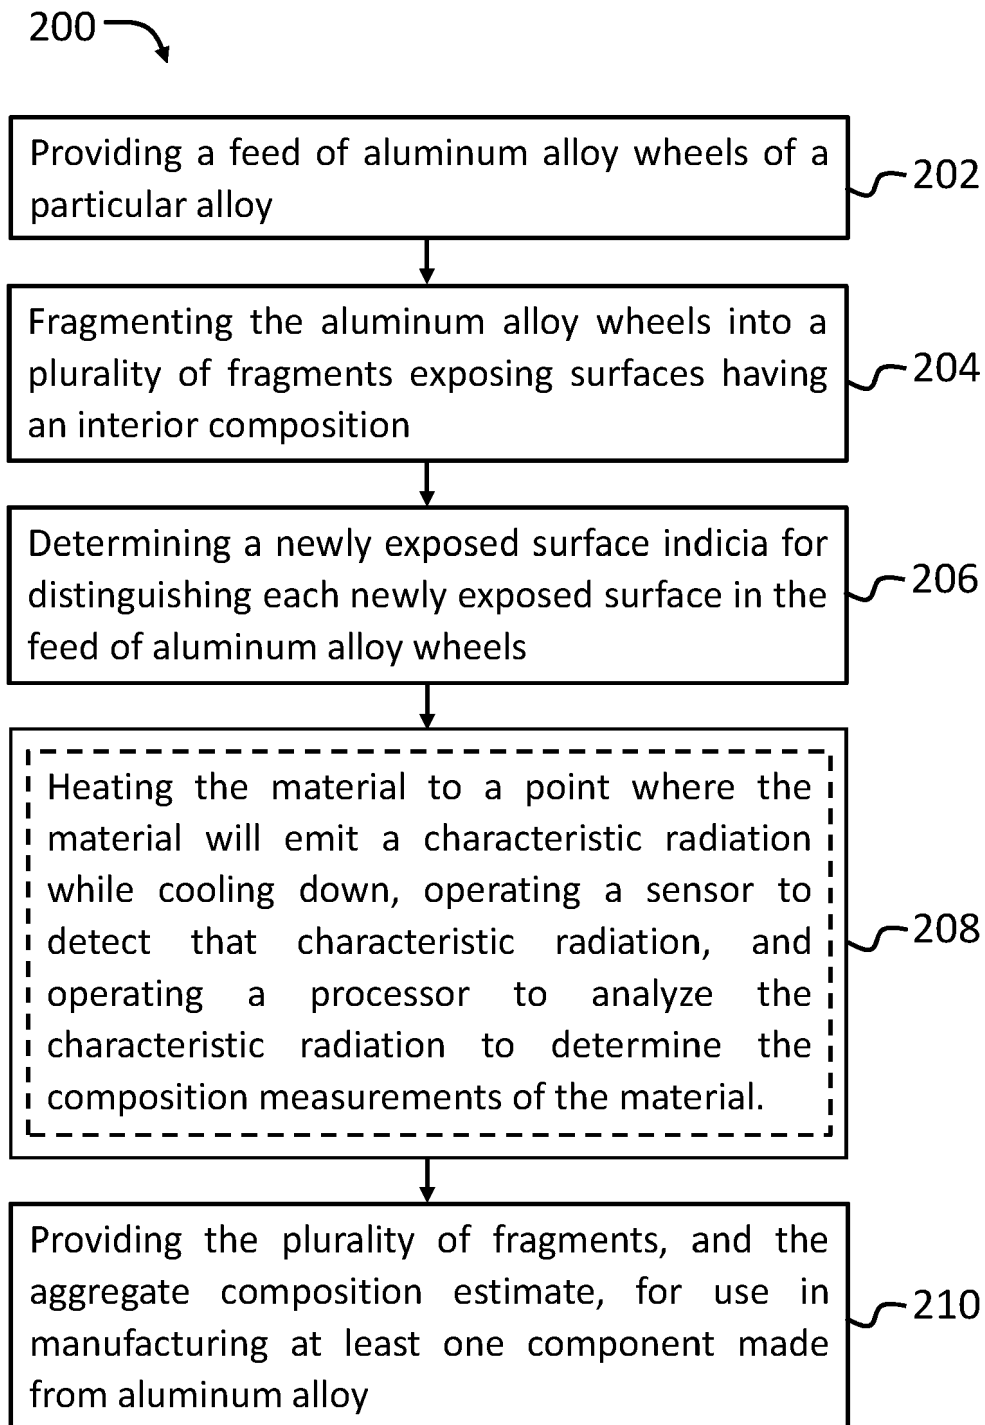 200
Providing a feed of aluminum alloy wheels of a
particular alloy
202
Fragmenting the aluminum alloy wheels into a
plurality of fragments exposing surfaces having
an interior composition
204
Determining a newly exposed surface indicia for
distinguishing each newly exposed surface in the
feed of aluminum alloy wheels
206
Heating the material to a point where the
material will emit a characteristic radiation
while cooling down, operating a sensor to
detect that characteristic radiation, and
operating a processor to analyze the
characteristic radiation to determine the
composition measurements of the material.
208
Providing the plurality of fragments, and the
aggregate composition estimate, for use in
manufacturing at least one component made
from aluminum alloy
210